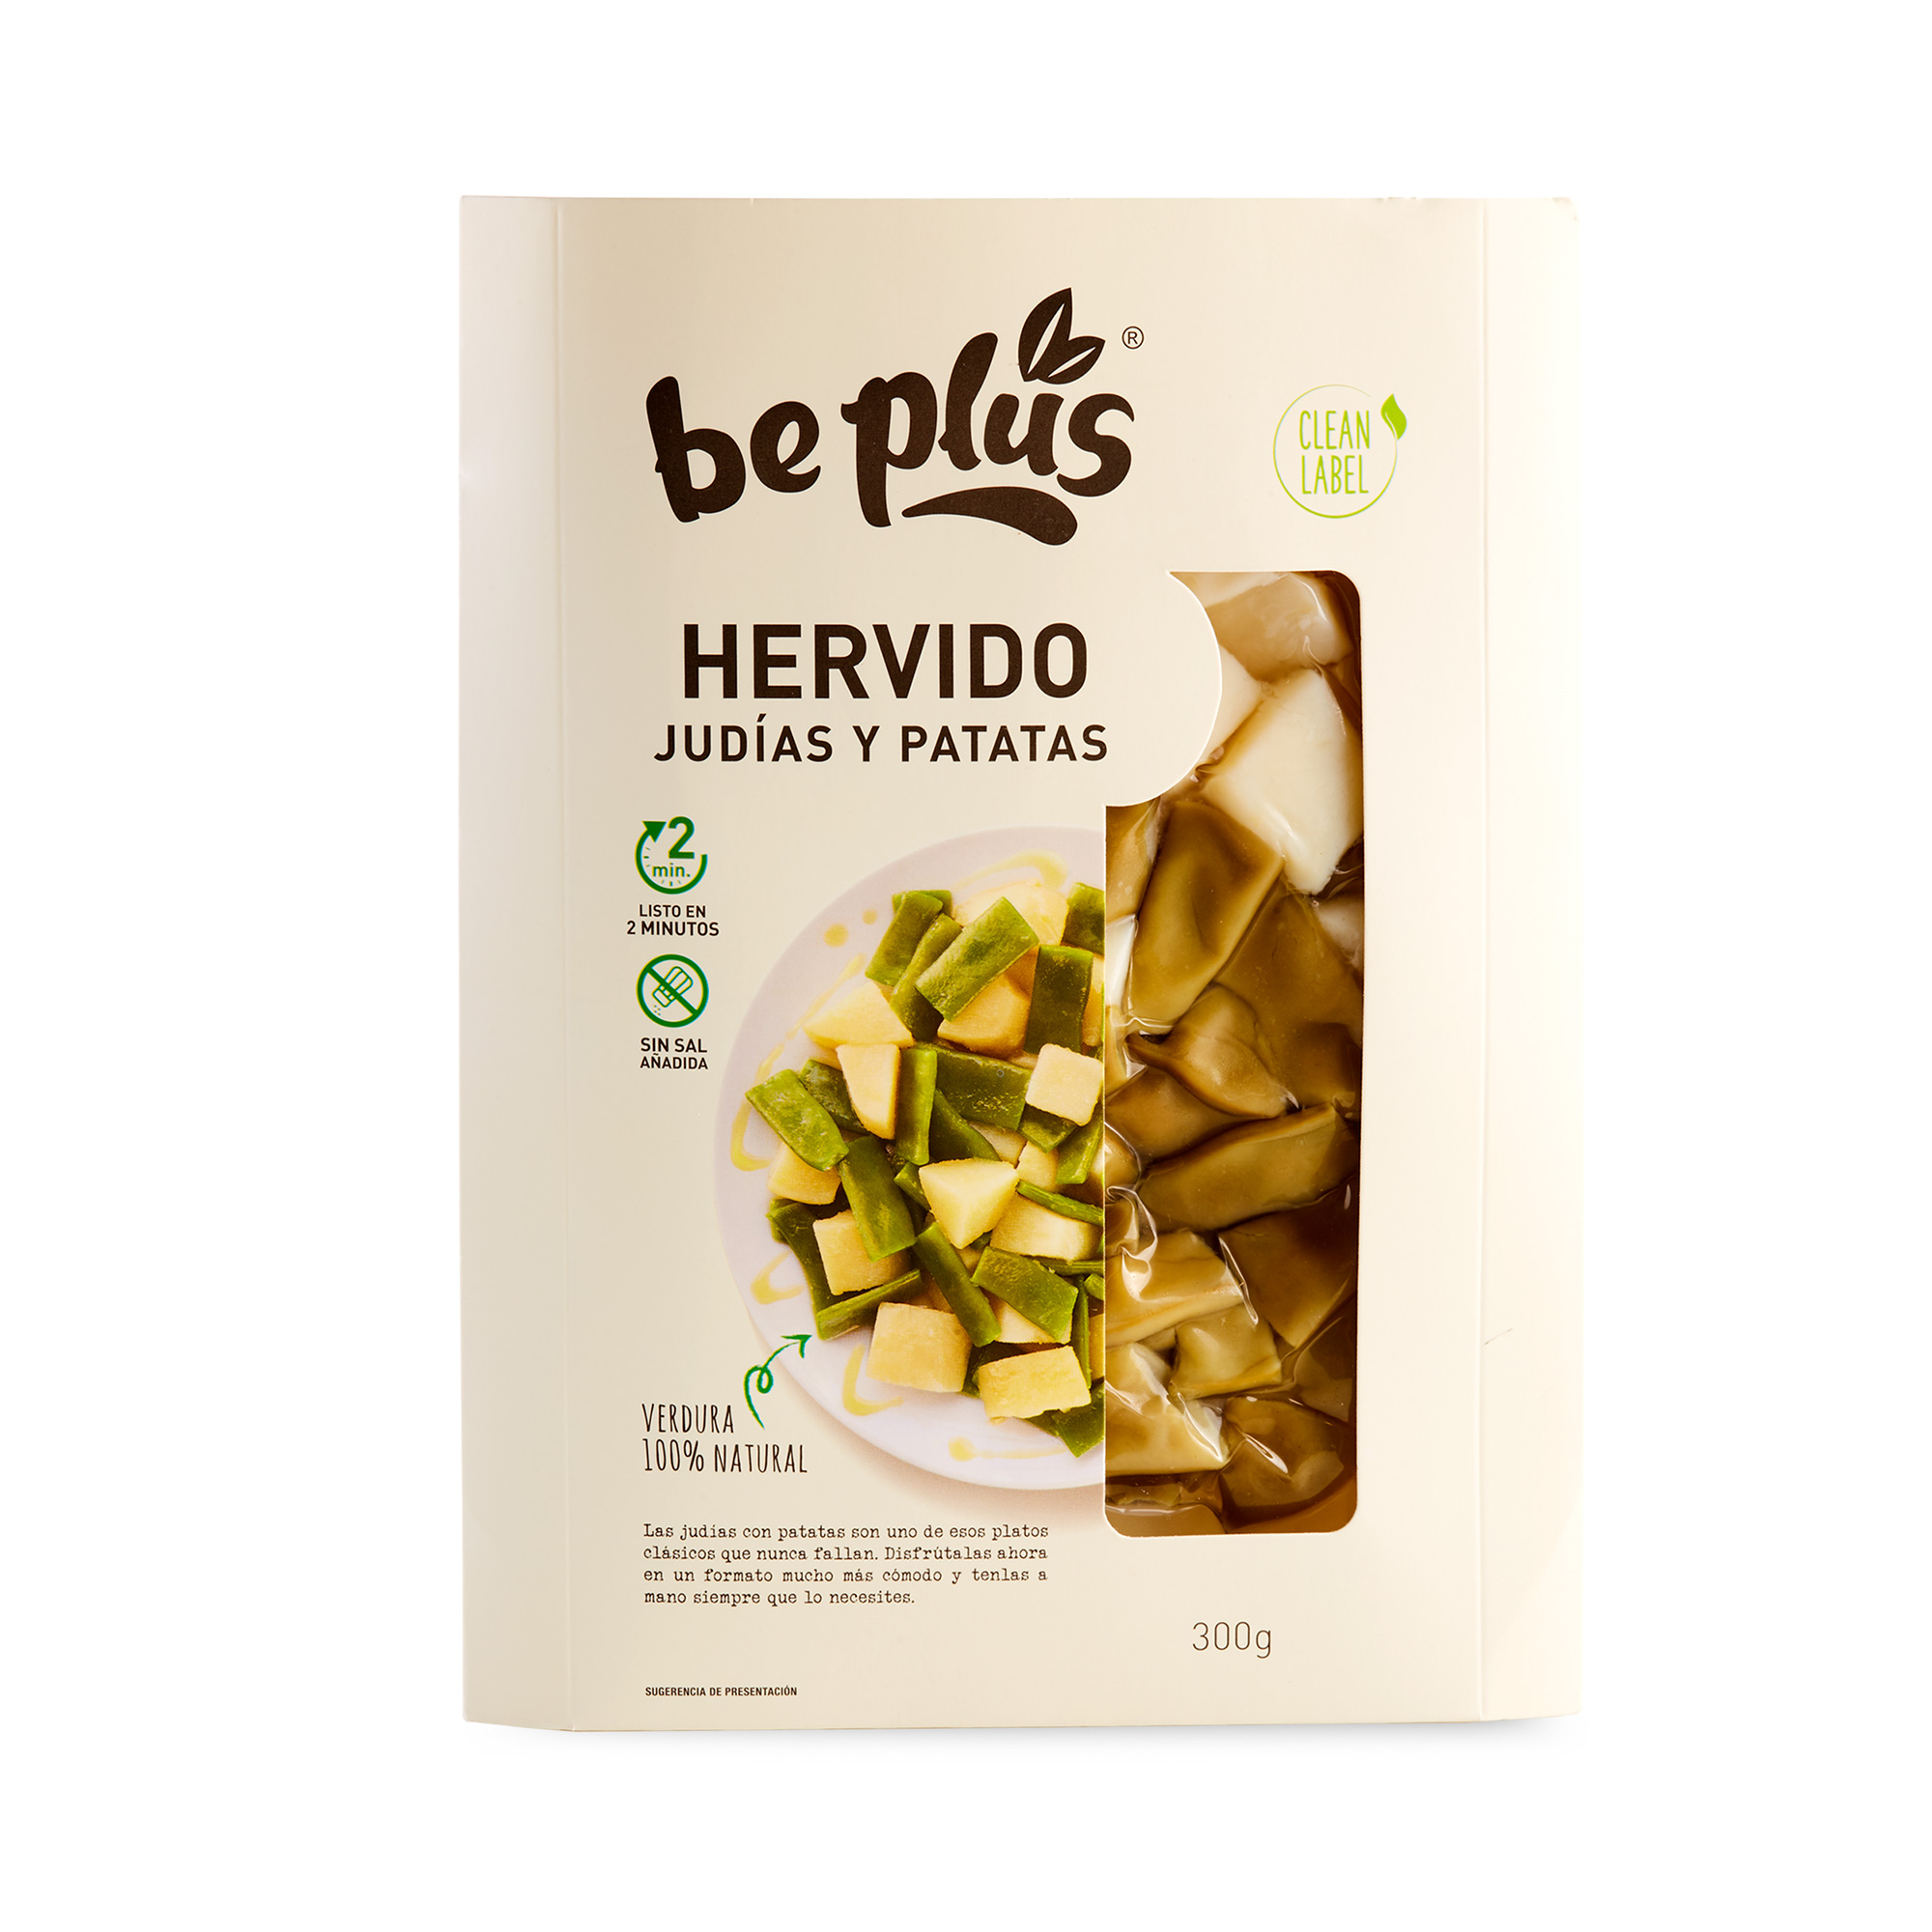 be plus®
CLEAN
LABEL
HERVIDO
JUDÍAS Y PATATAS
2
min.
LISTO EN
2 MINUTOS
SIN SAL
AÑADIDA
VERDURA
100% NATURAL
Las judías con patatas son uno de esos platos
clásicos que nunca fallan. Disfrútalas ahora
en un formato mucho más cómodo y tenlas a
mano siempre que lo necesites.
300g
SUGERENCIA DE PRESENTACIÓN